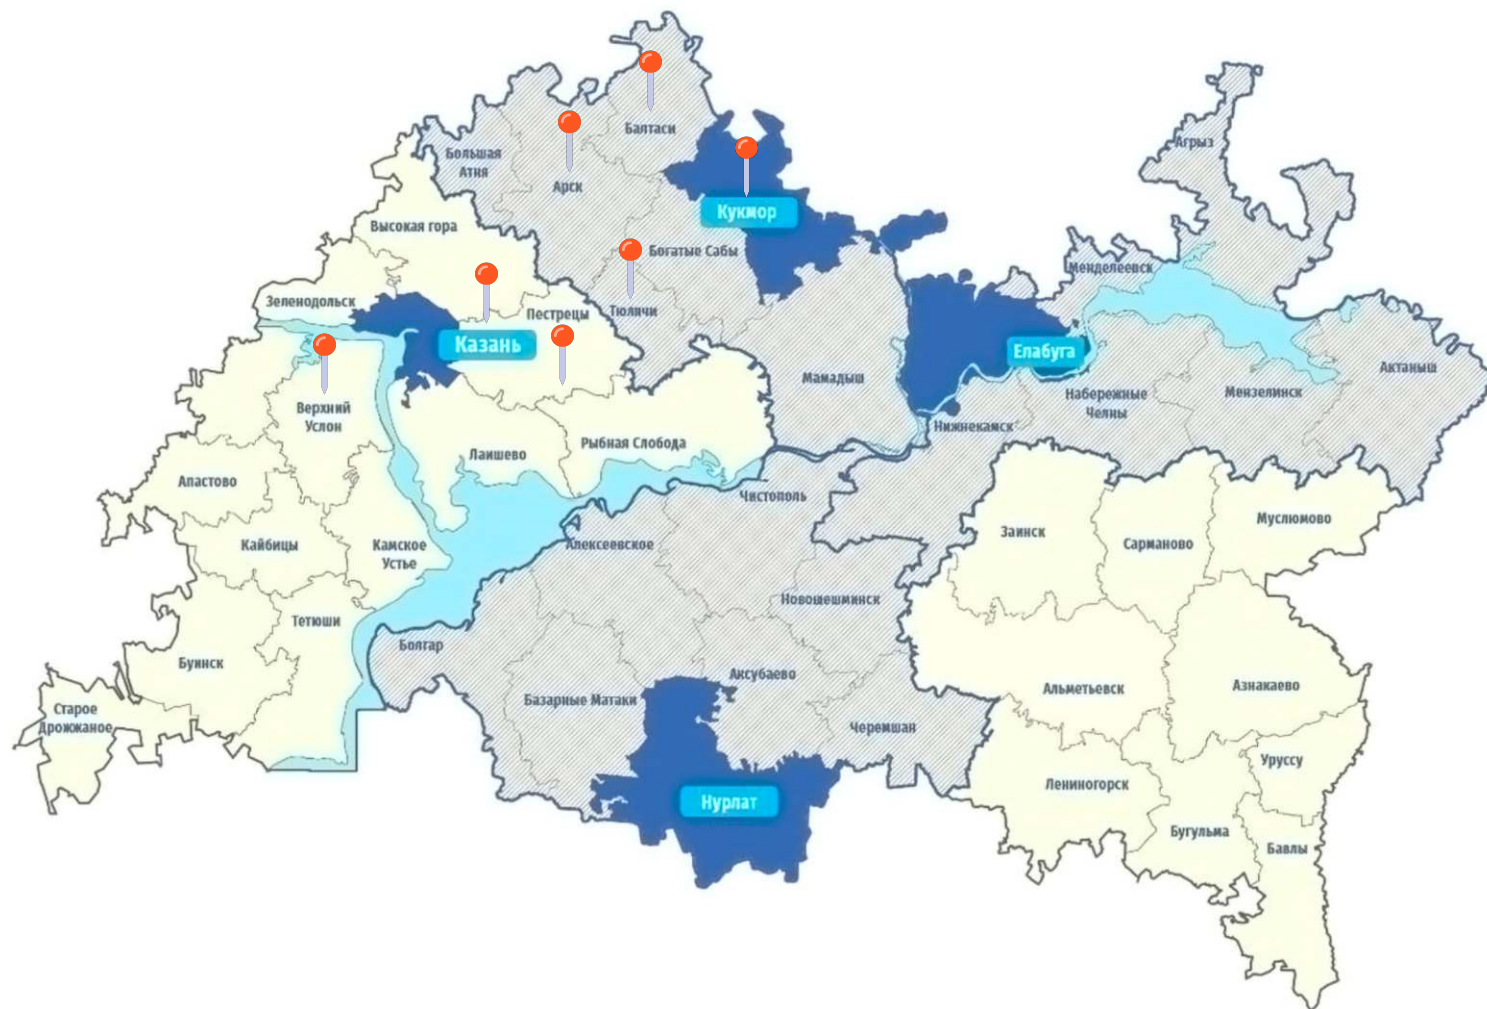 Балтаси
Большая
Атня
Арск
Агрыз
Кукмор
Высокая гора
Богатые Сабы
Менделеевск
Зеленодольск
Пестрецы
Тюлячи
Казань
Елабуга
Актаныш
Мамадыш
Набережные
Челны
Мензелинск
Верхний
Услон
Нижнекамск
Рыбная Слобода
Лаишево
Апастово
Чистополь
Муслюмово
Заинск
Сарманово
Кайбицы
Камское
Устье
Алексеевское
Новошешминск
Тетюши
Болгар
Буинск
Аксубаево
Азнакаево
Альметьевск
Базарные Матаки
Старое
Дрожжаное
Черемшан
Уруссу
Лениногорск
Нурлат
Бугульма
Бавлы